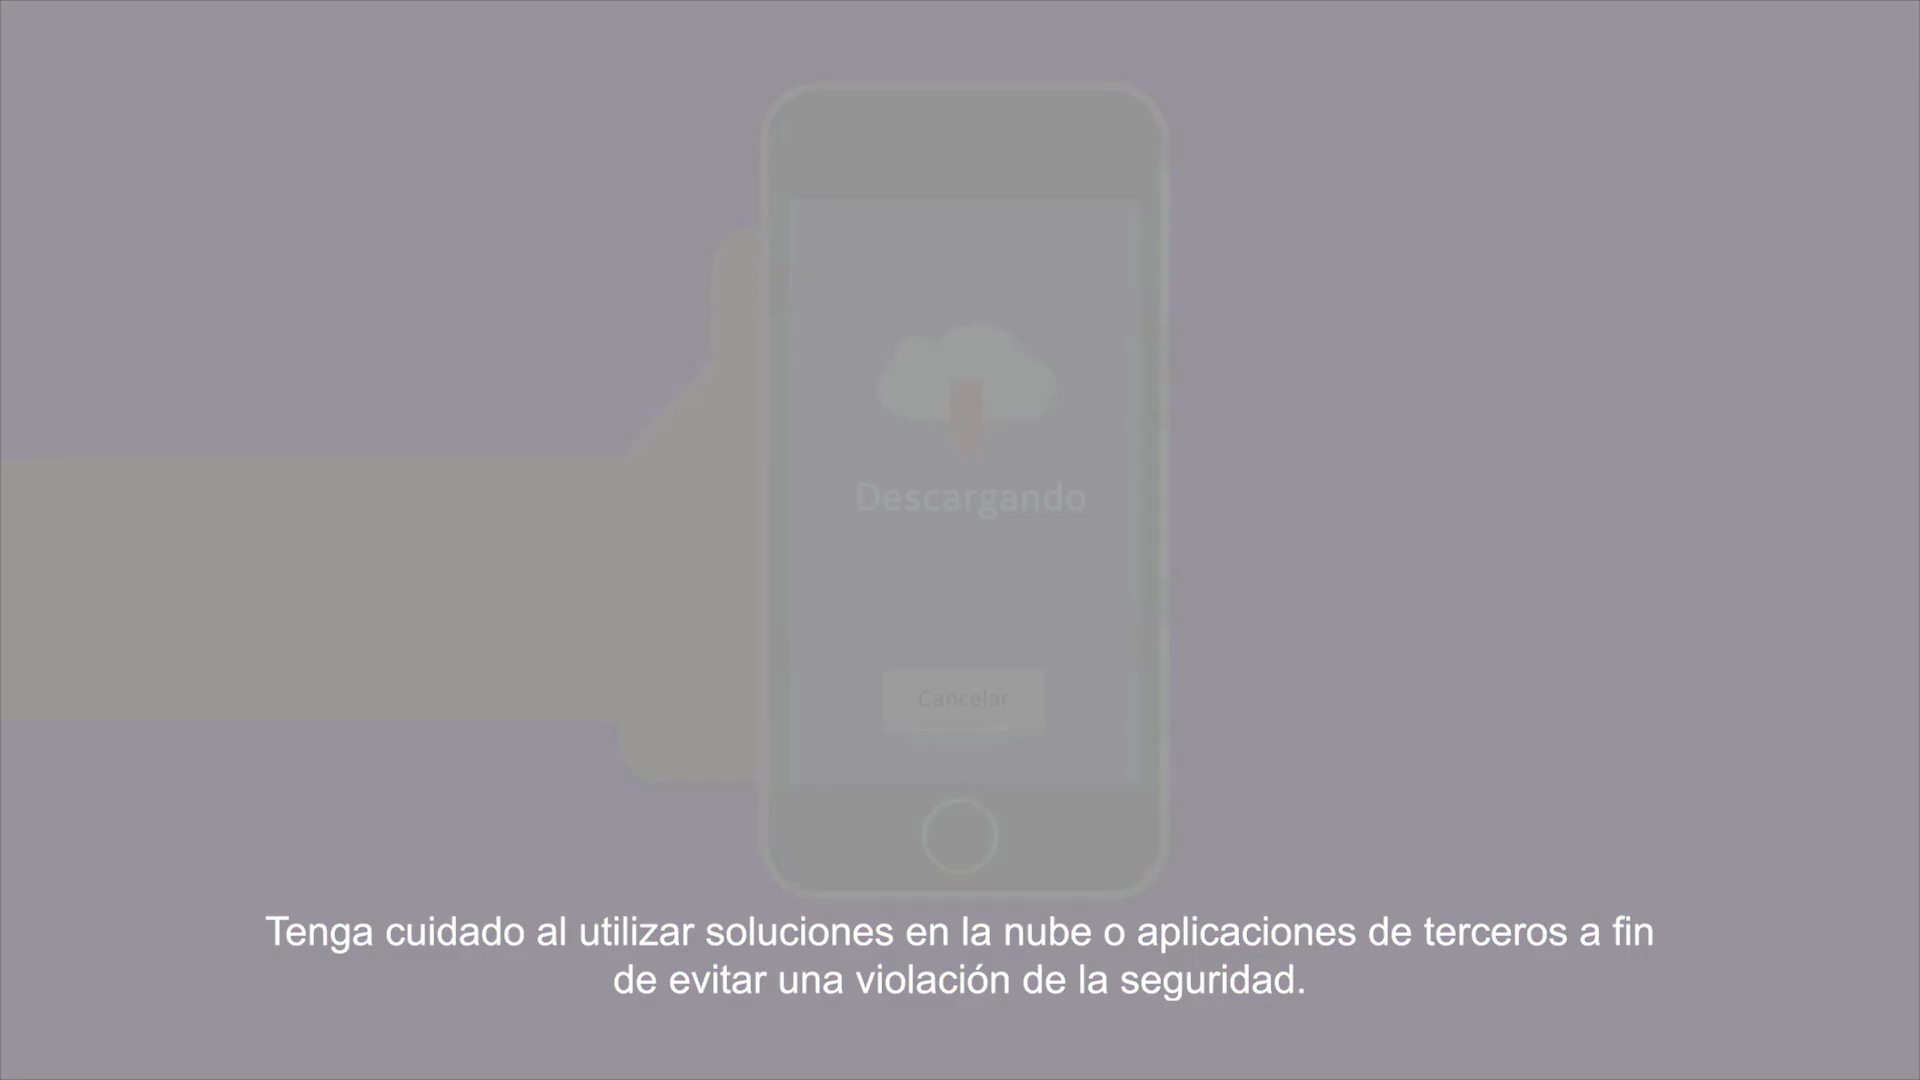 Descargando
Cancelar
Tenga cuidado al utilizar soluciones en la nube o aplicaciones de terceros a fin
de evitar una violación de la seguridad.